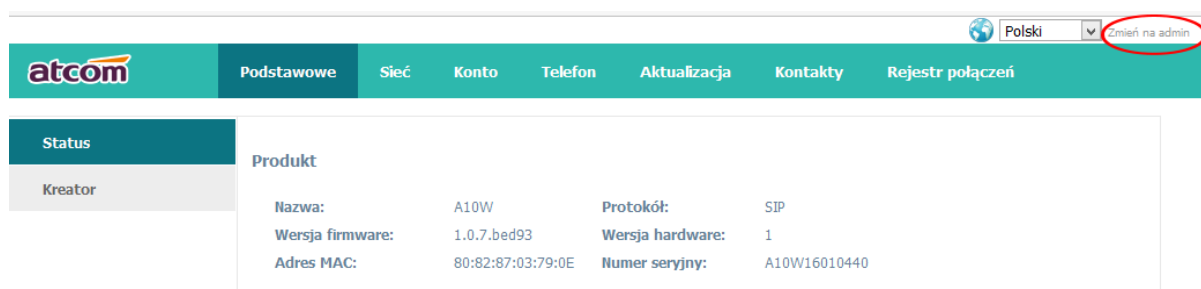 Polski Zmień na admin
atcom Podstawowe Sieć Konto Telefon Aktualizacja Kontakty Rejestr połączeń
Status
Produkt
Kreator
Nazwa: A10W Protokół: SIP
Wersja firmware: 1.0.7.bed93 Wersja hardware: 1
Adres MAC: 80:82:87:03:79:0E Numer seryjny: A10W16010440